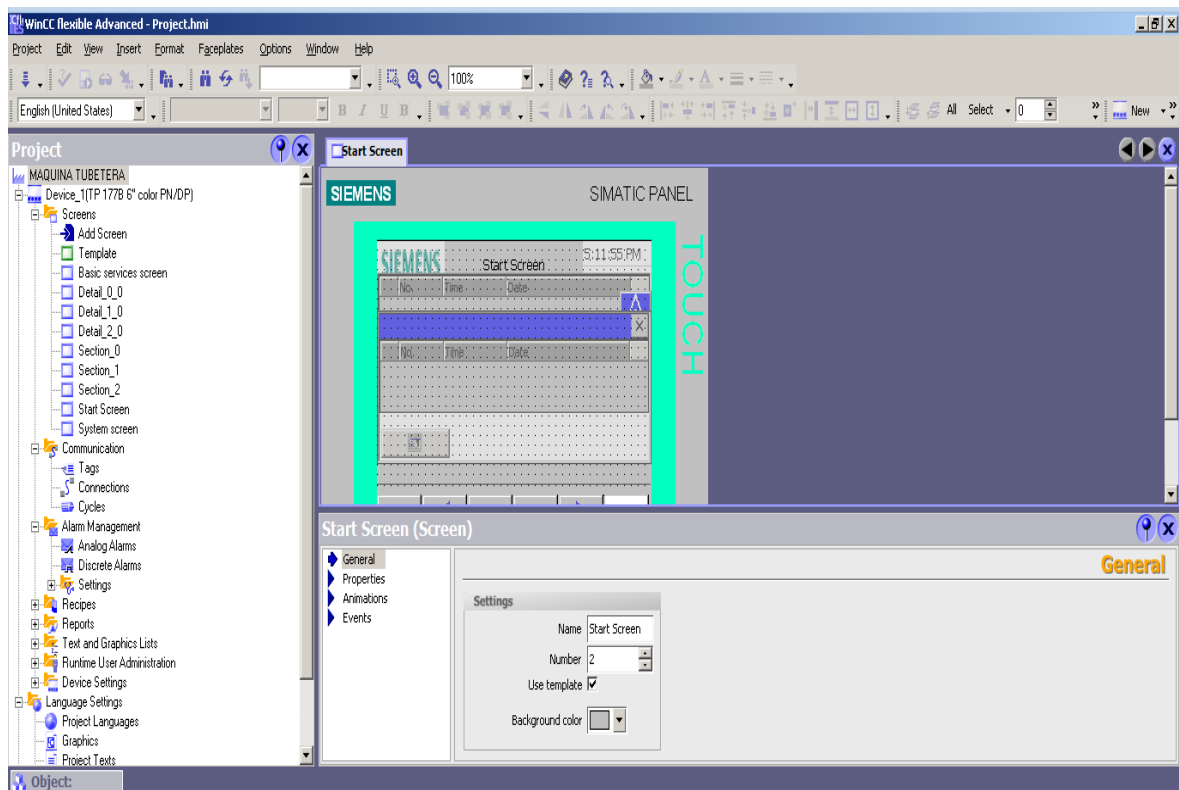 WinCC flexible Advanced - Project.hmi
Project Edit View Insert Format Faceplates Options Window Help
100%
English (United States) B I U B All Select 0 New
Project
Start Screen
MAQUINA TUBETERA
Device_1(TP 177B 6" color PN/DP)
Screens
Add Screen
Template
Basic services screen
Detail_0_0
Detail_1_0
Detail_2_0
Section_0
Section_1
Section_2
Start Screen
System screen
Communication
Tags
Connections
Cycles
Alarm Management
Analog Alarms
Discrete Alarms
Settings
Recipes
Reports
Text and Graphics Lists
Runtime User Administration
Device Settings
Language Settings
Project Languages
Graphics
Project Texts
SIEMENS SIMATIC PANEL
TOUCH
SIEMENS Start Screen 5:11:55 PM
No. Time Date
No. Time Date
Start Screen (Screen)
General
Properties
Animations
Events
General
Settings
Name Start Screen
Number 2
Use template
Background color
Object: